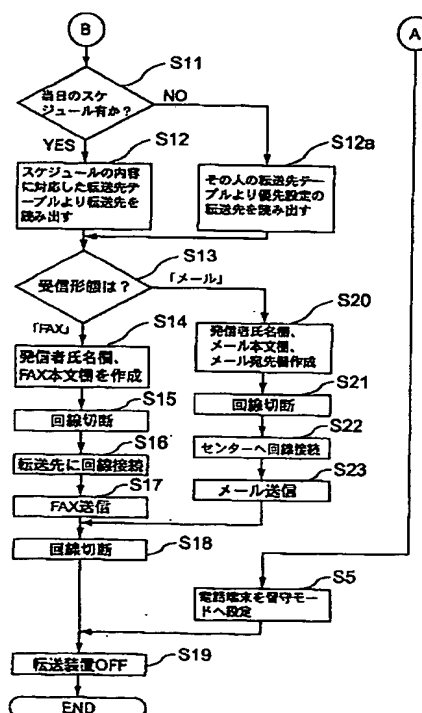 B
A
S11
当日のスケ
ジュール有か?
NO
YES
S12
S12a
スケジュールの内容
に対応した転送先テ
ーブルより転送先を
読み出す
その人の転送先テー
ブルより優先設定の
転送先を読み出す
S13
受信形態は?
「メール」
「FAX」
S14
発信者氏名欄、
FAX本文欄を作成
S20
発信者氏名欄、
メール本文欄、
メール宛先欄作成
S15
回線切断
S21
回線切断
S16
転送先に回線接続
S22
センターへ回線接続
S17
FAX送信
S23
メール送信
S18
回線切断
S5
電話端末を留守モー
ドへ設定
S19
転送装置OFF
END